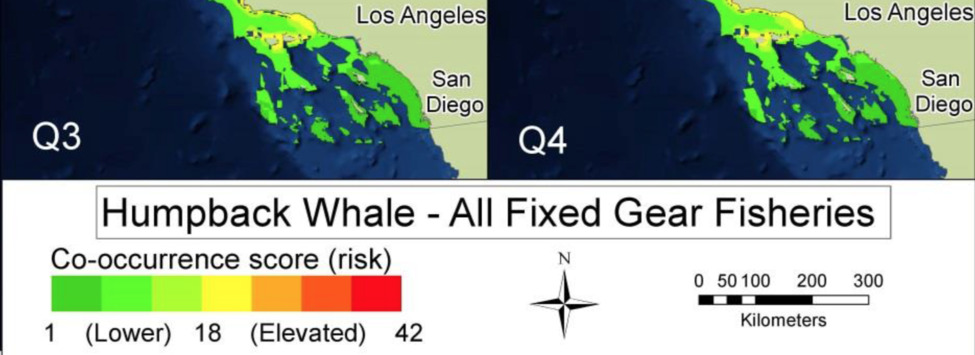 Los Angeles
San
Diego
Q3
Los Angeles
San
Diego
Q4
Humpback Whale - All Fixed Gear Fisheries
Co-occurrence score (risk)
1 (Lower) 18 (Elevated) 42
N
0 50 100 200 300
Kilometers